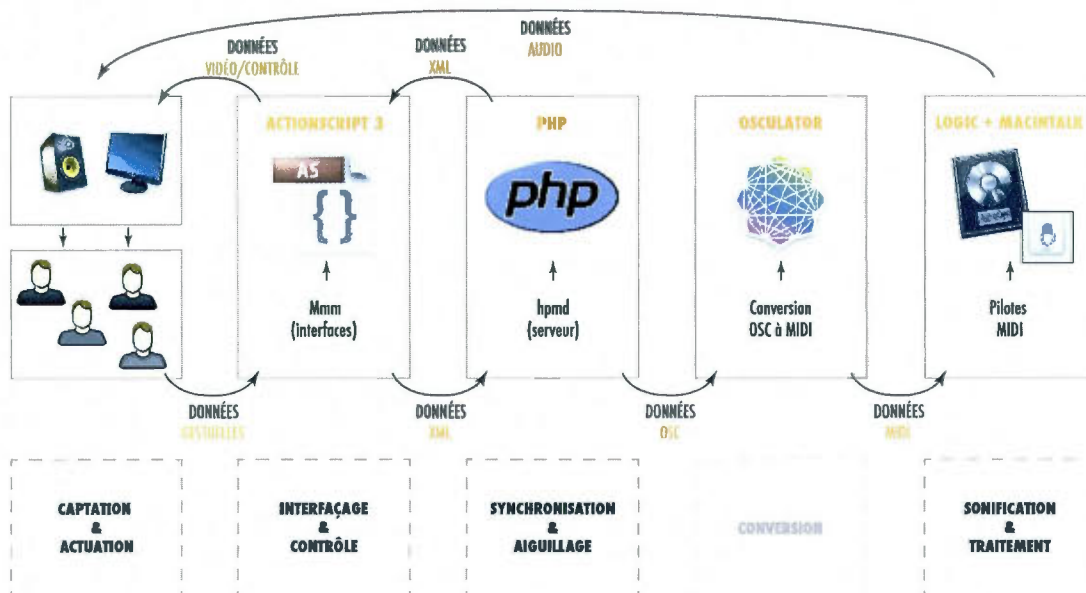 DONNÉES
AUDIO
DONNÉES
VIDÉO/CONTRÔLE
DONNÉES
XML
ACTIONSCRIPT 3
PHP
OSCULATOR
LOGIC + MACINTALK
AS
{ }
php
Mmm
(interfaces)
hpmd
(serveur)
Conversion
OSC à MIDI
Pilotes
MIDI
DONNÉES
GESTUELLES
DONNÉES
XML
DONNÉES
OSC
DONNÉES
MIDI
CAPTATION
&
ACTUATION
INTERFAÇAGE
&
CONTRÔLE
SYNCHRONISATION
&
AIGUILLAGE
CONVERSION
SONIFICATION
&
TRAITEMENT